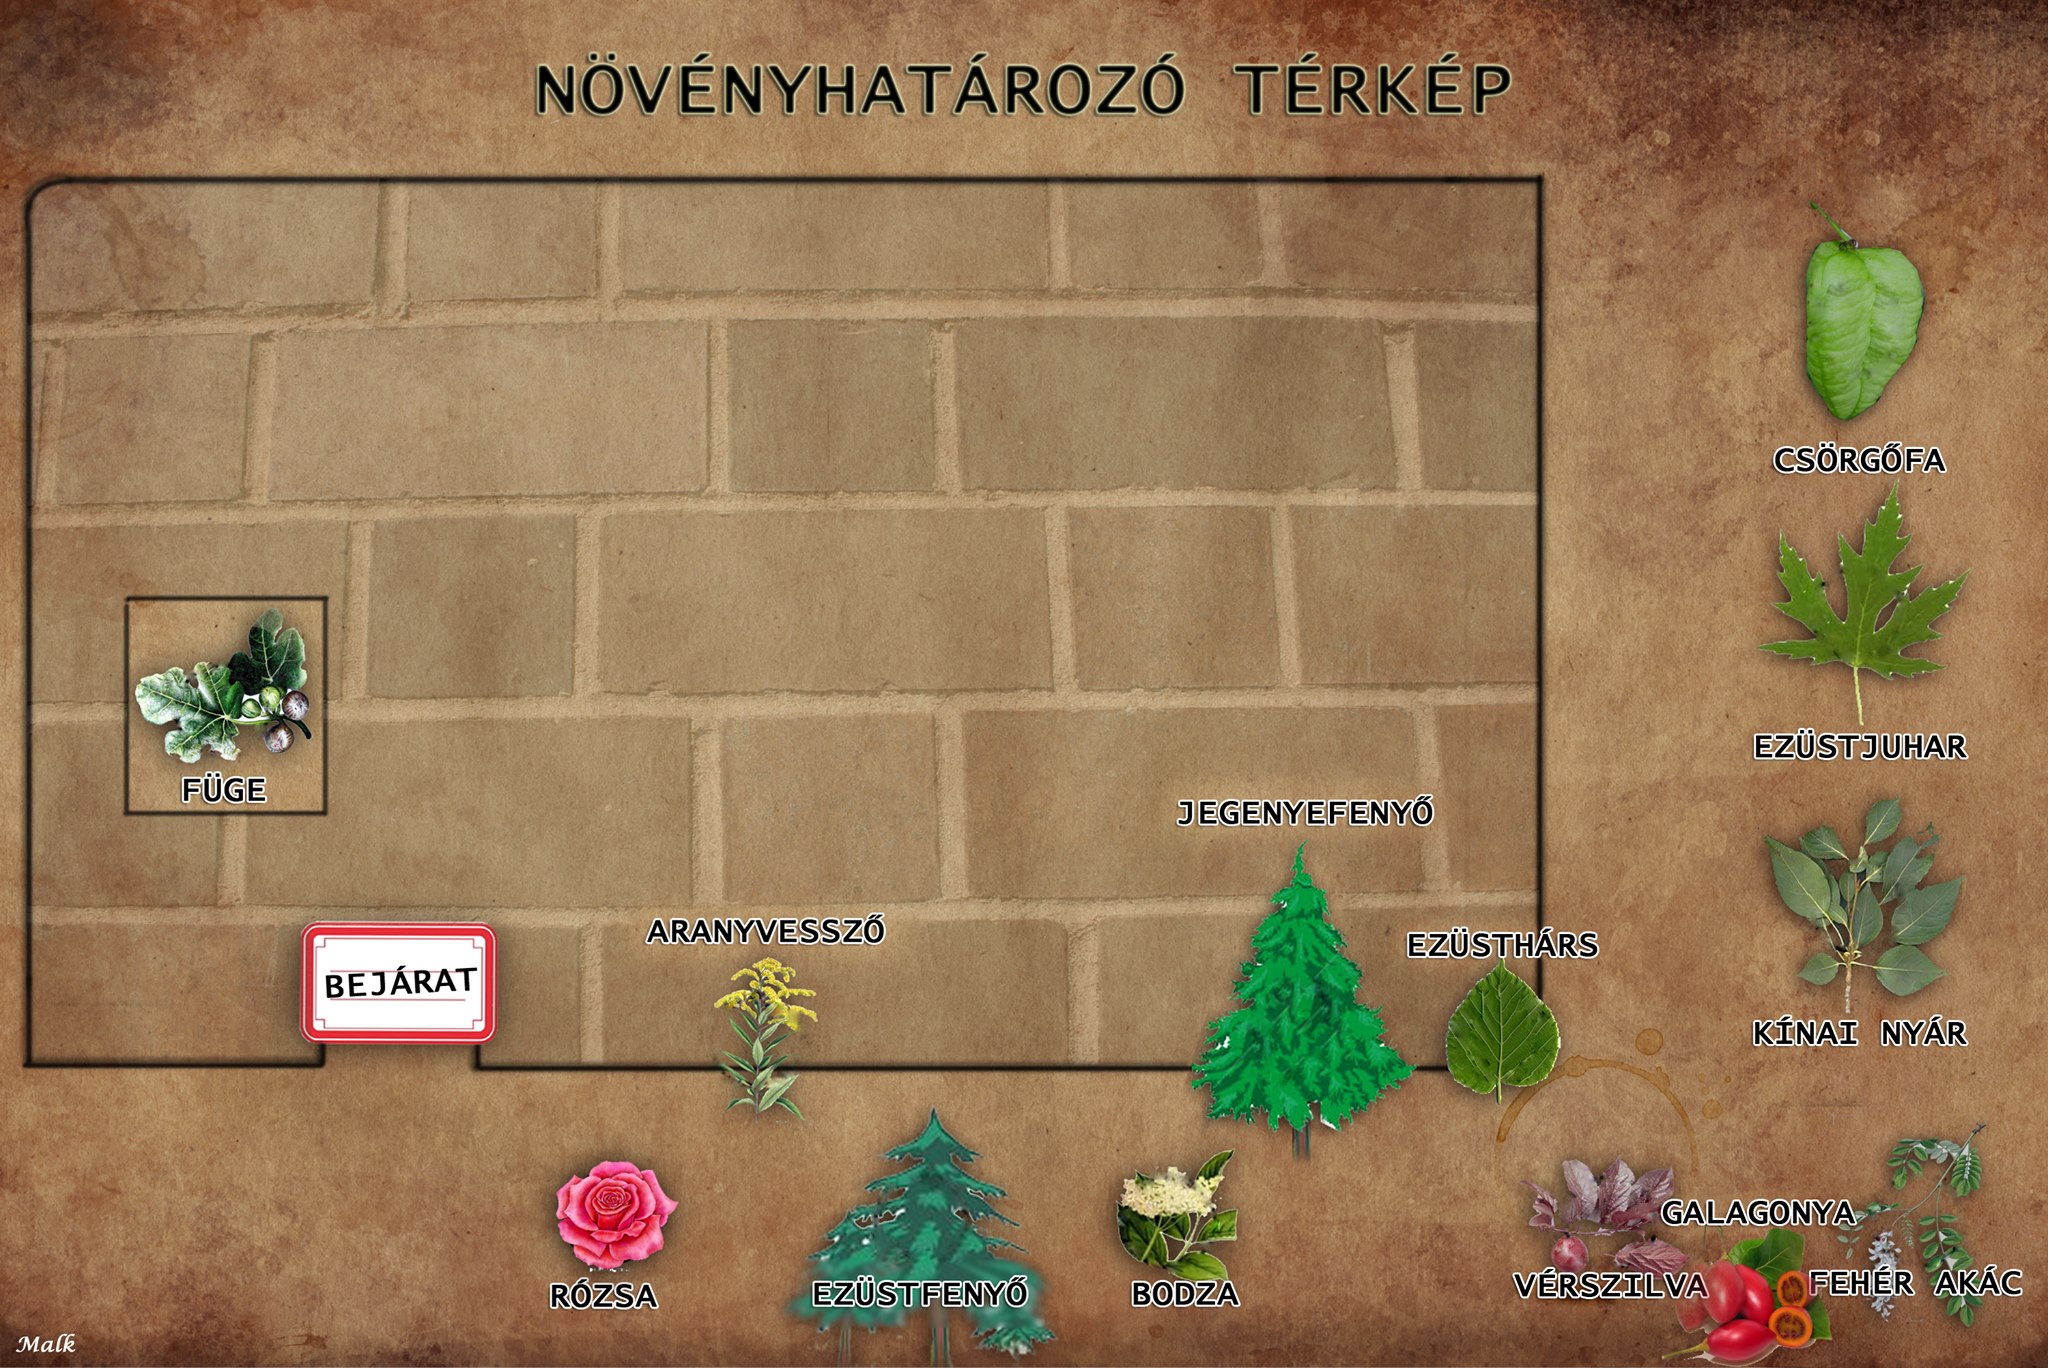 NÖVÉNYHATÁROZÓ TÉRKÉP
CSÖRGŐFA
EZÜSTJUHAR
FÜGE
JEGENYEFENYŐ
ARANYVESSZŐ
EZÜSTHÁRS
BEJÁRAT
KÍNAI NYÁR
GALAGONYA
RÓZSA
EZÜSTFENYŐ
BODZA
VÉRSZILVA
FEHÉR AKÁC
Malk